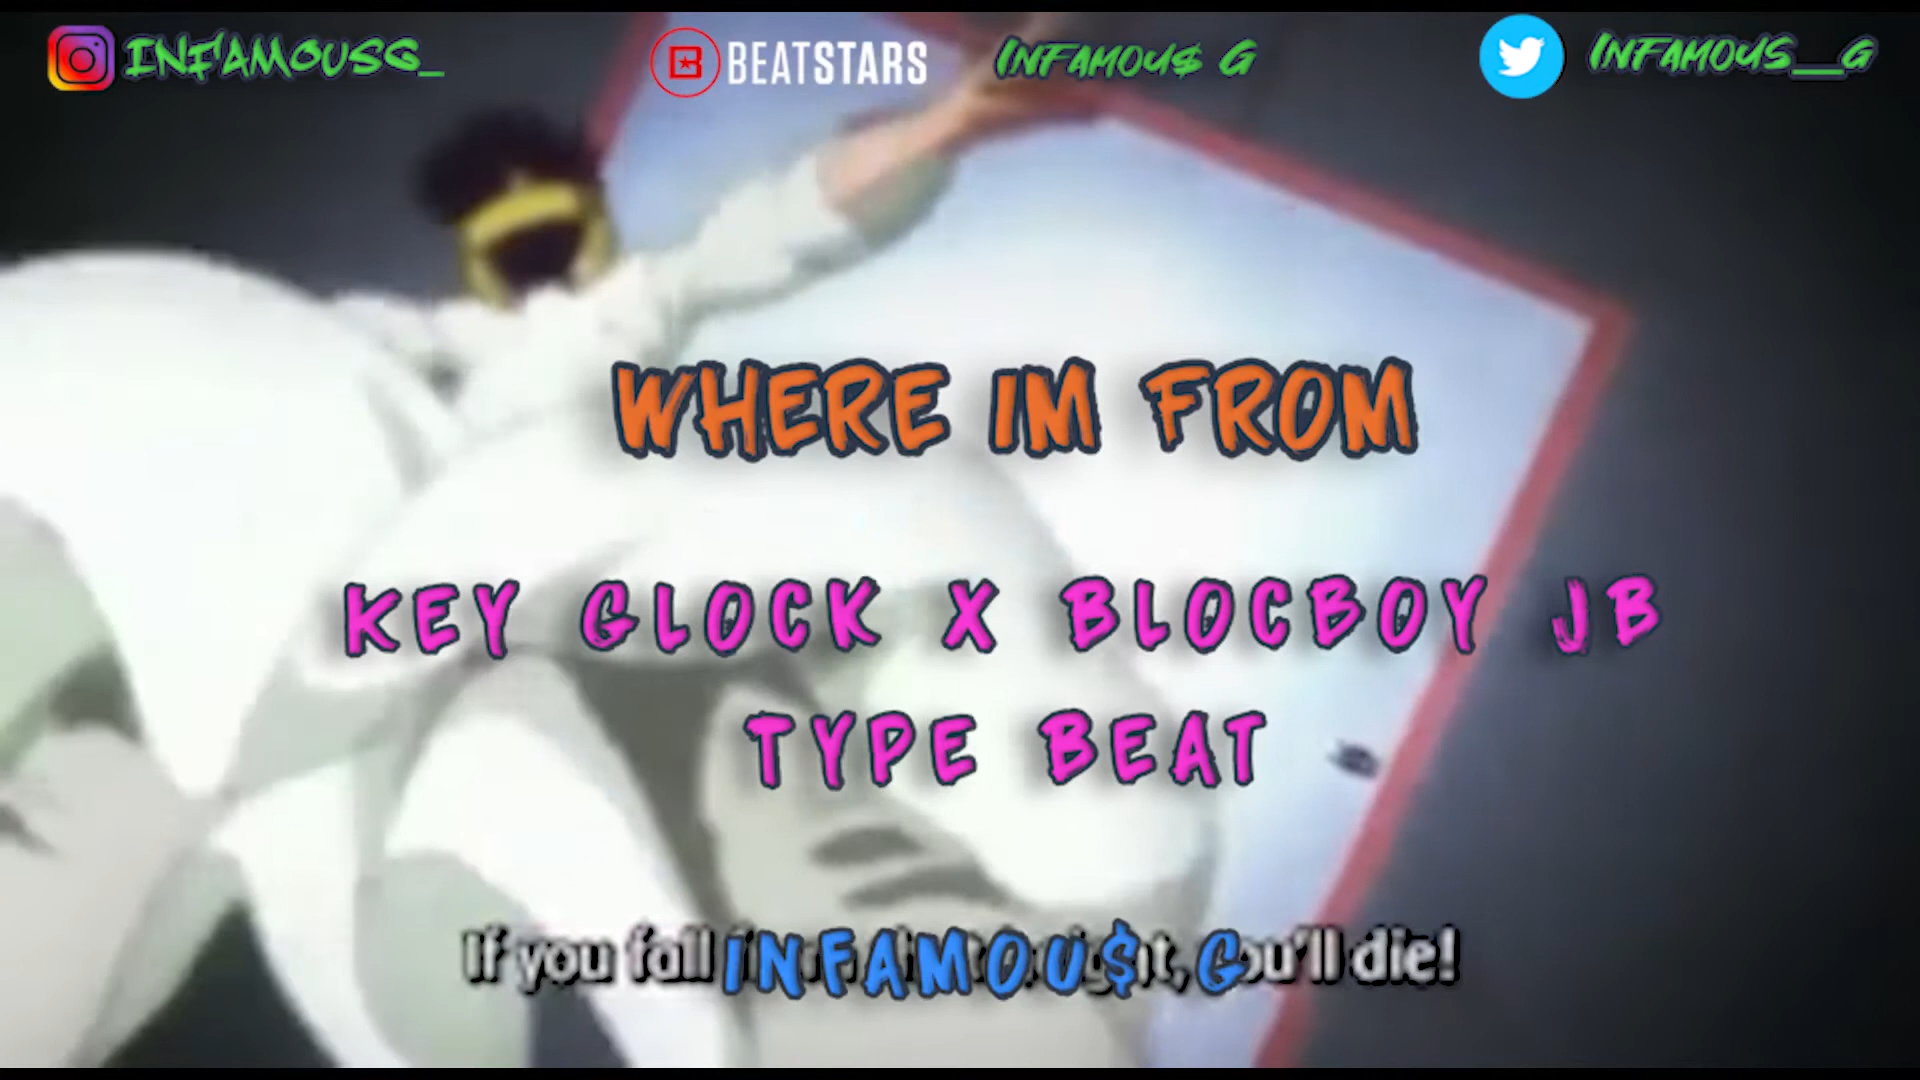 INFAMOUSG_ BEATSTARS INFAMOU$ G INFAMOUS__G
WHERE IM FROM
KEY GLOCK X BLOCBOY JB
TYPE BEAT
INFAMOU$ G
If you fall you'll die!